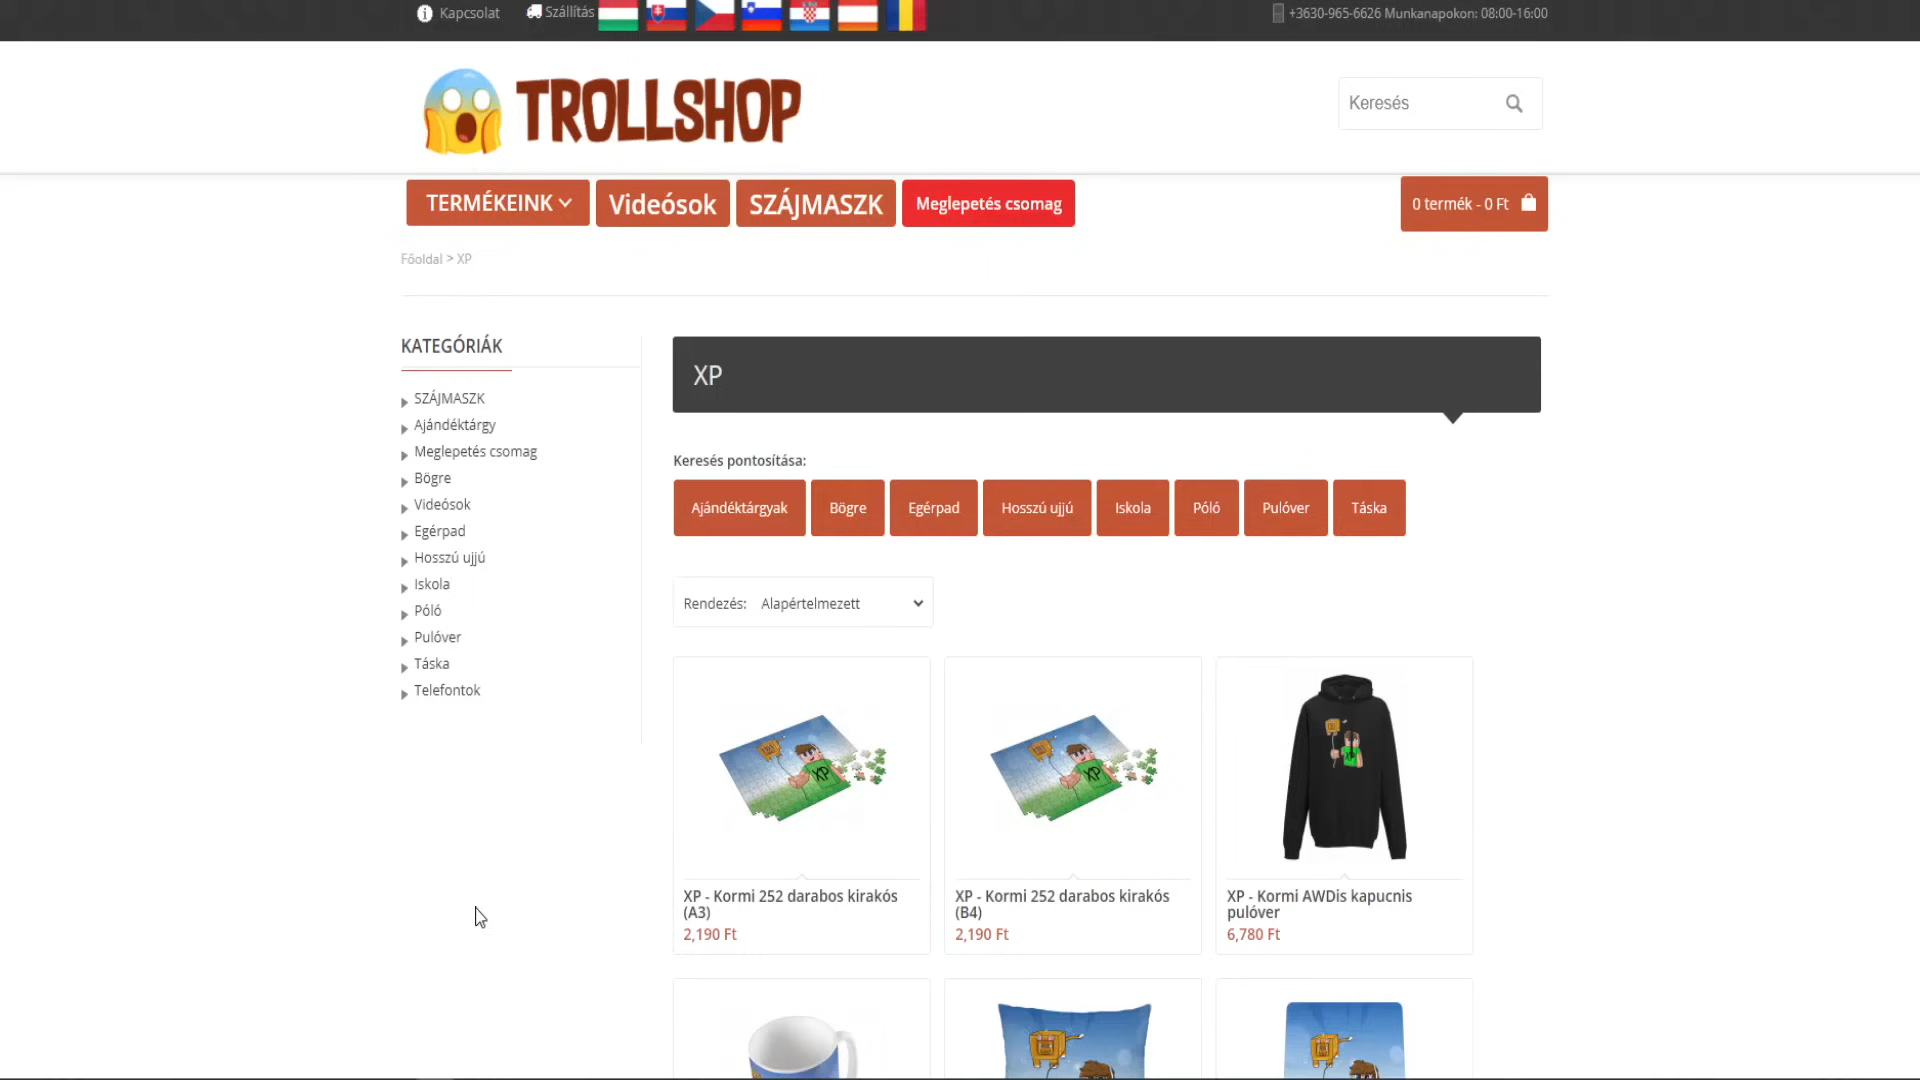 Kapcsolat
Szállítás
+3630-965-6626 Munkanapokon: 08:00-16:00
TROLLSHOP
Keresés
TERMÉKEINK
Videósok
SZÁJMASZK
Meglepetés csomag
0 termék - 0 Ft
Főoldal > XP
KATEGÓRIÁK
SZÁJMASZK
Ajándéktárgy
Meglepetés csomag
Bögre
Videósok
Egérpad
Hosszú ujjú
Iskola
Póló
Pulóver
Táska
Telefontok
XP
Keresés pontosítása:
Ajándéktárgyak
Bögre
Egérpad
Hosszú ujjú
Iskola
Póló
Pulóver
Táska
Rendezés: Alapértelmezett
XP
XP
XP - Kormi 252 darabos kirakós
(A3)
2,190 Ft
XP - Kormi 252 darabos kirakós
(B4)
2,190 Ft
XP - Kormi AWDis kapucnis
pulóver
6,780 Ft